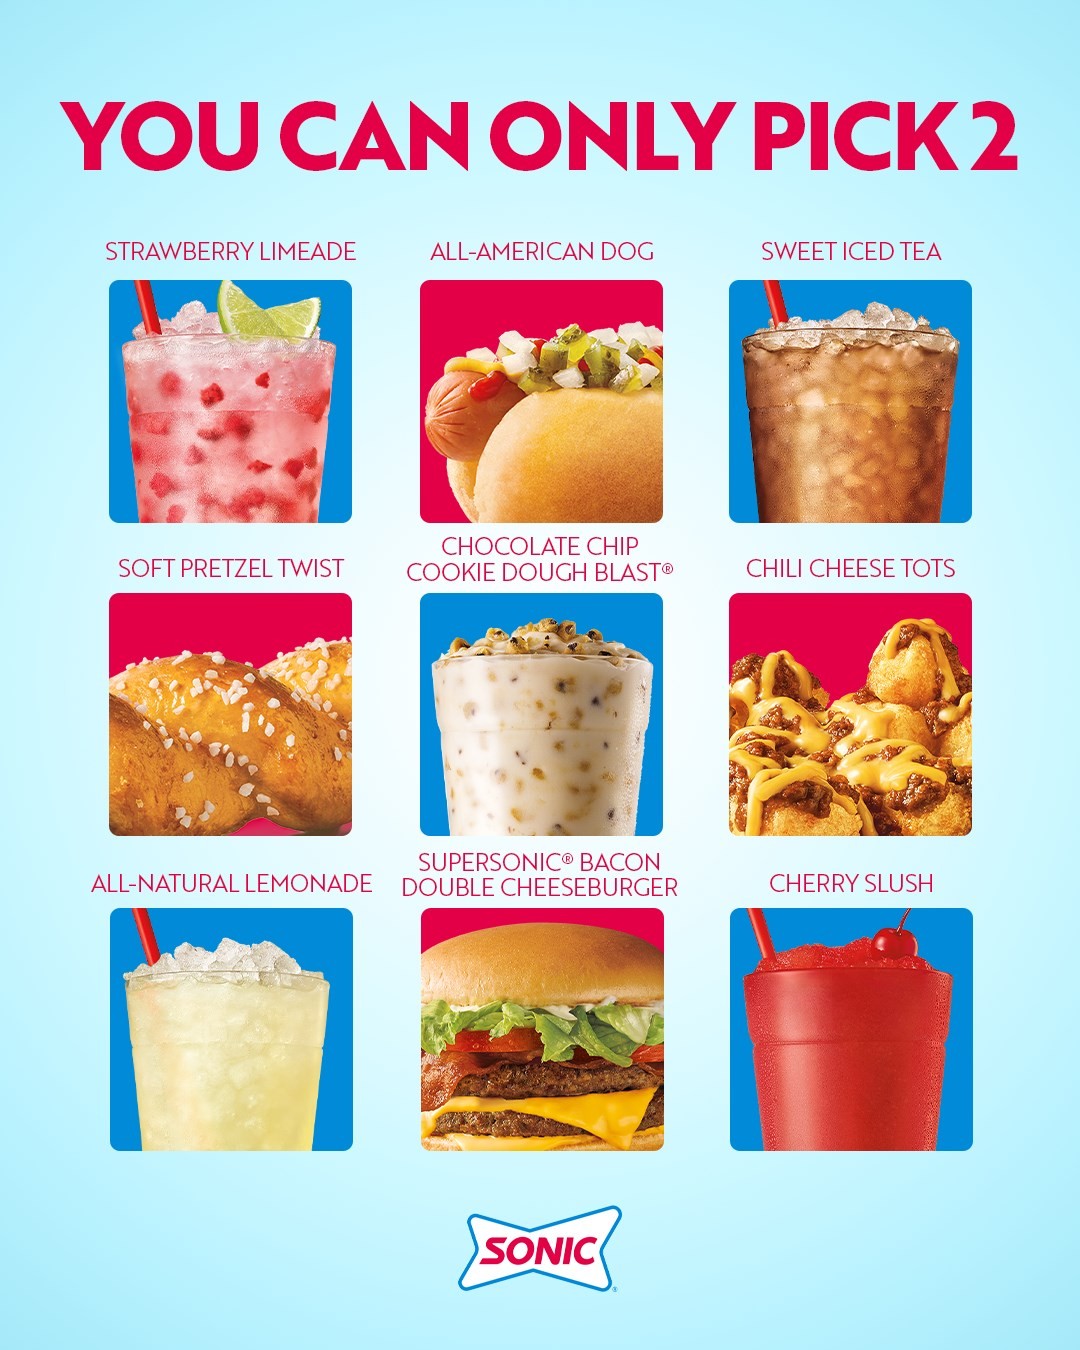 YOU CAN ONLY PICK 2
STRAWBERRY LIMEADE
ALL-AMERICAN DOG
SWEET ICED TEA
SOFT PRETZEL TWIST
CHOCOLATE CHIP
COOKIE DOUGH BLAST®
CHILI CHEESE TOTS
ALL-NATURAL LEMONADE
SUPERSONIC® BACON
DOUBLE CHEESEBURGER
CHERRY SLUSH
SONIC®